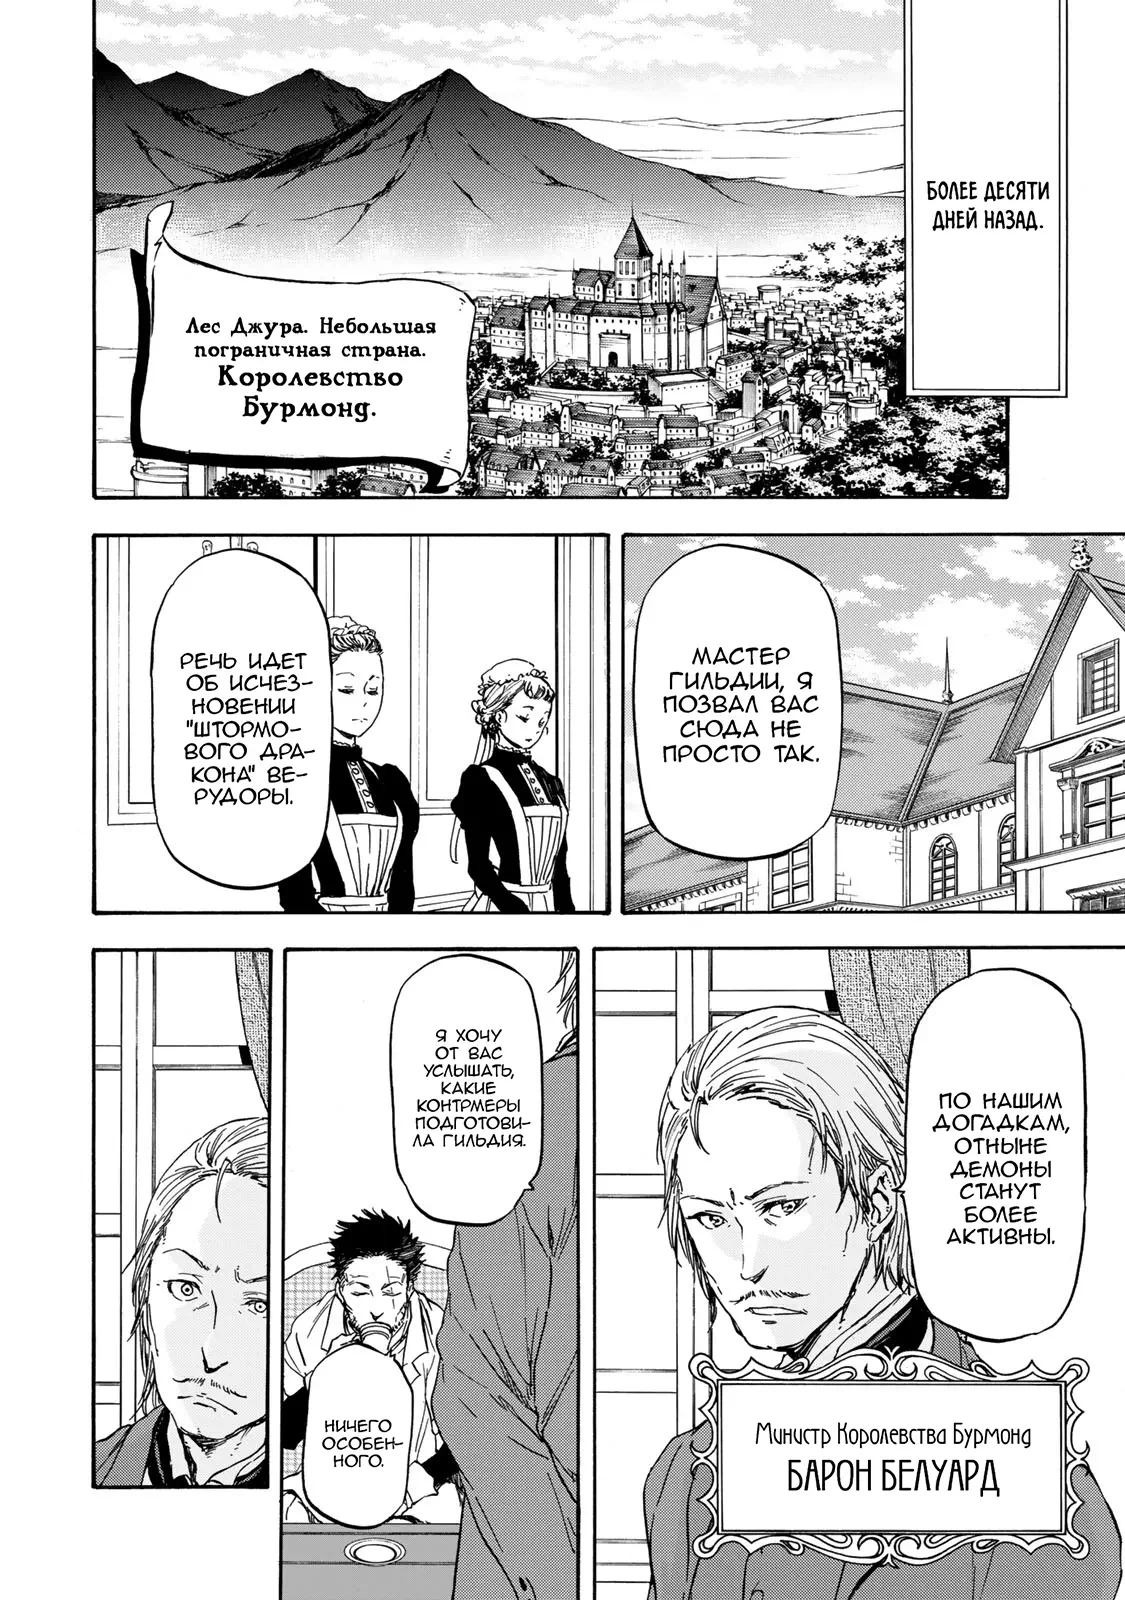 БОЛЕЕ ДЕСЯТИ
ДНЕЙ НАЗАД.
Лес Джура. Небольшая
пограничная страна.
Королевство
Бурмонд.
МАСТЕР
ГИЛЬДИИ, Я
ПОЗВАЛ ВАС
СЮДА НЕ
ПРОСТО ТАК.
РЕЧЬ ИДЕТ
ОБ ИСЧЕЗ-
НОВЕНИИ
"ШТОРМО-
ВОГО ДРА-
КОНА" ВЕ-
РУДОРЫ.
ПО НАШИМ
ДОГАДКАМ,
ОТНЫНЕ
ДЕМОНЫ
СТАНУТ
БОЛЕЕ
АКТИВНЫ.
Министр Королевства Бурмонд
БАРОН БЕЛУАРД
Я ХОЧУ
ОТ ВАС
УСЛЫШАТЬ,
КАКИЕ
КОНТРМЕРЫ
ПОДГОТОВИ-
ЛА ГИЛЬДИЯ.
НИЧЕГО
ОСОБЕН-
НОГО.